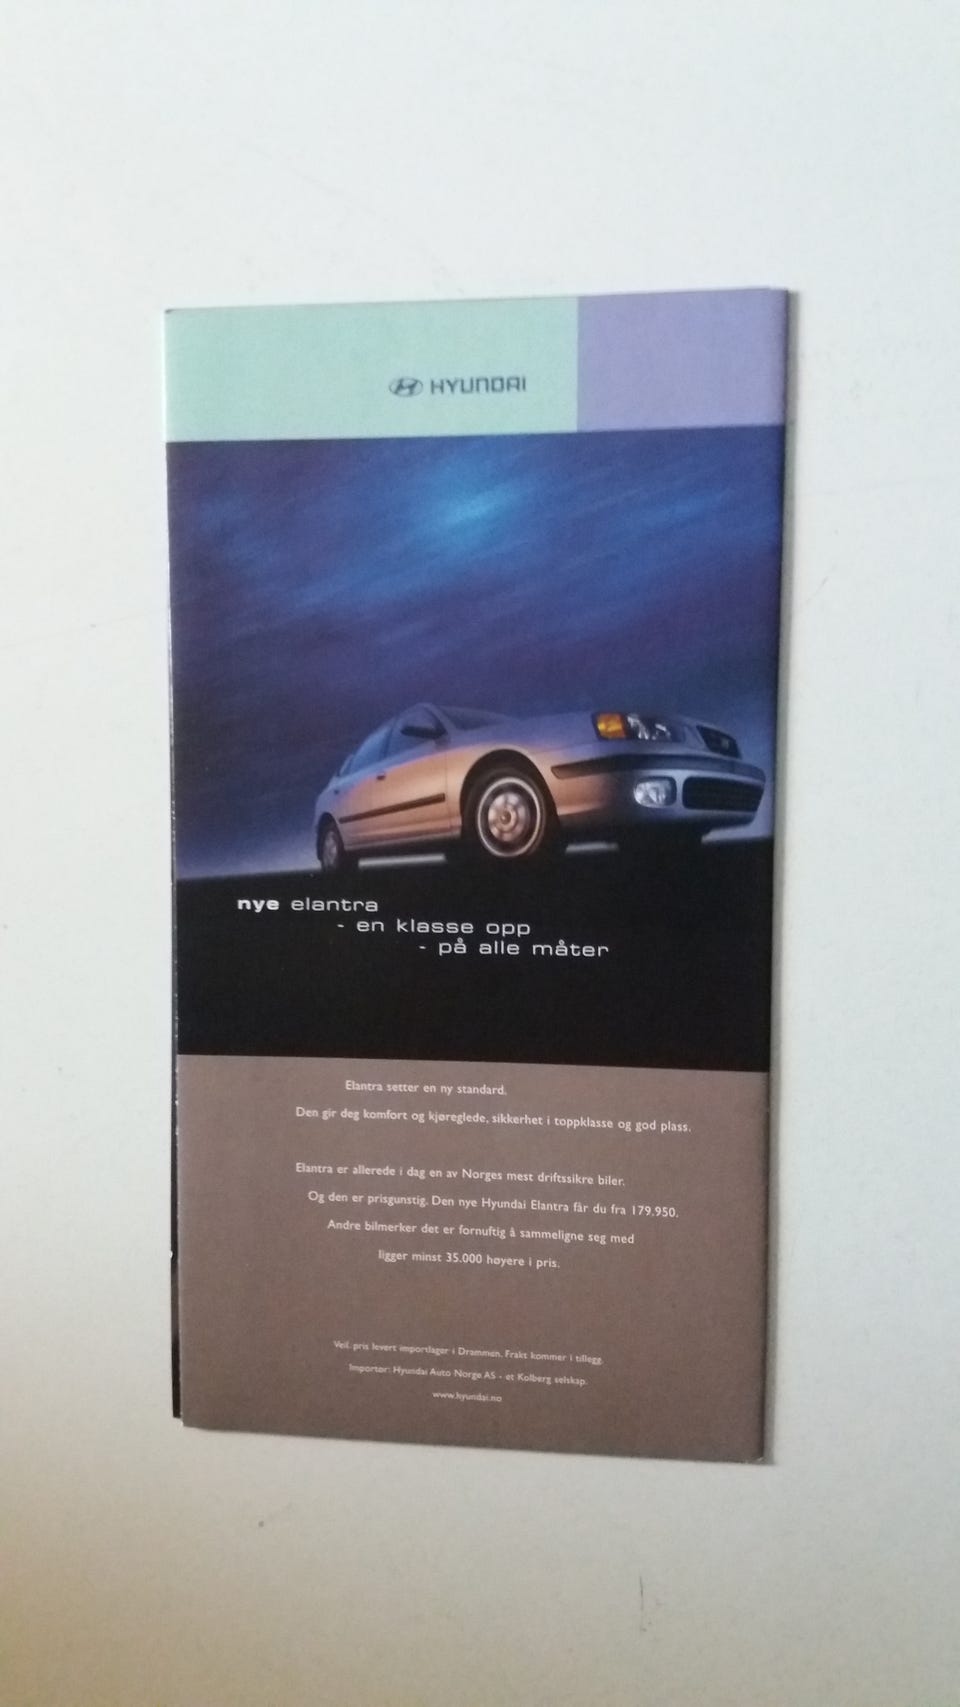 HYUNDAI
nye elantra
- en klasse opp
- på alle måter
Elantra setter en ny standard.
Den gir deg komfort og kjøreglede, sikkerhet i toppklasse og god plass.
Elantra er allerede i dag en av Norges mest driftssikre biler.
Og den er prisgunstig. Den nye Hyundai Elantra får du fra 179.950.
Andre bilmerker det er fornuftig å sammeligne seg med
ligger minst 35.000 høyere i pris.
Veil. pris levert importlager i Drammen. Frakt kommer i tillegg.
Importør: Hyundai Auto Norge AS - et Kolberg selskap.
www.hyundai.no